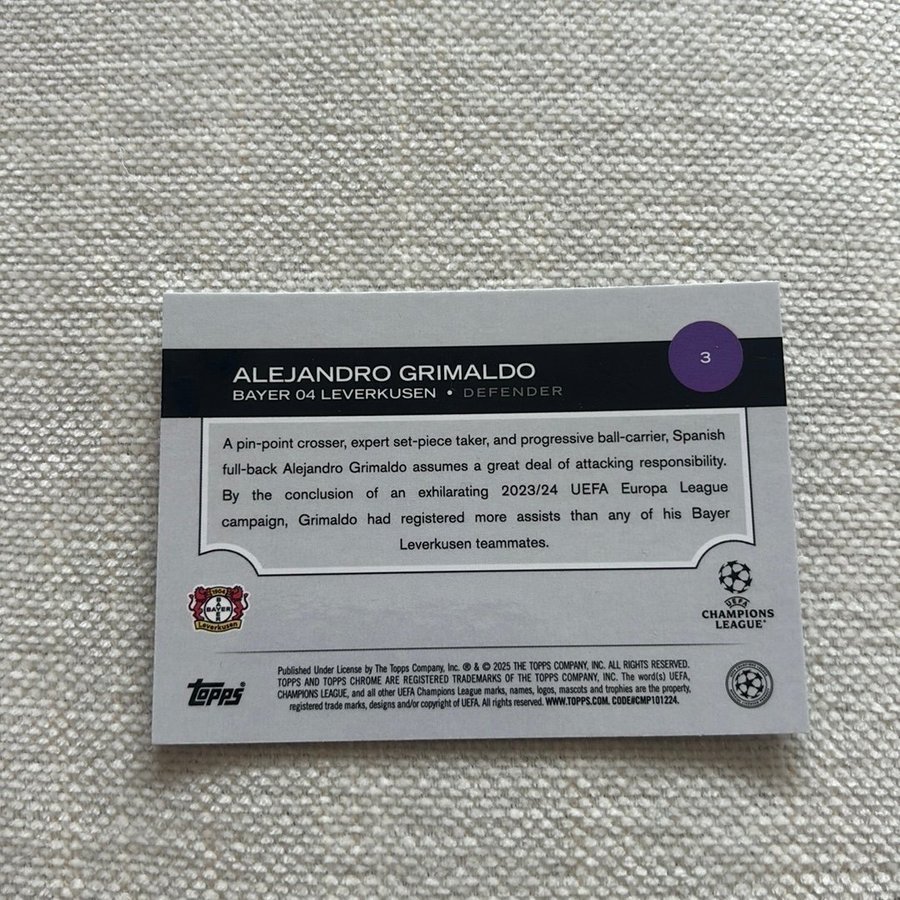 3
ALEJANDRO GRIMALDO
BAYER 04 LEVERKUSEN • DEFENDER
A pin-point crosser, expert set-piece taker, and progressive ball-carrier, Spanish
full-back Alejandro Grimaldo assumes a great deal of attacking responsibility.
By the conclusion of an exhilarating 2023/24 UEFA Europa League
campaign, Grimaldo had registered more assists than any of his Bayer
Leverkusen teammates.
1904
BAYER
BAYER
Leverkusen
UEFA
CHAMPIONS
LEAGUE®
topps®
Published Under License by The Topps Company, Inc. ® & © 2025 THE TOPPS COMPANY, INC. ALL RIGHTS RESERVED.
TOPPS AND TOPPS CHROME ARE REGISTERED TRADEMARKS OF THE TOPPS COMPANY, INC. The word(s) UEFA,
CHAMPIONS LEAGUE, and all other UEFA Champions League marks, names, logos, mascots and trophies are the property,
registered trade marks, designs and/or copyright of UEFA. All rights reserved. WWW.TOPPS.COM. CODE#CMP101224.